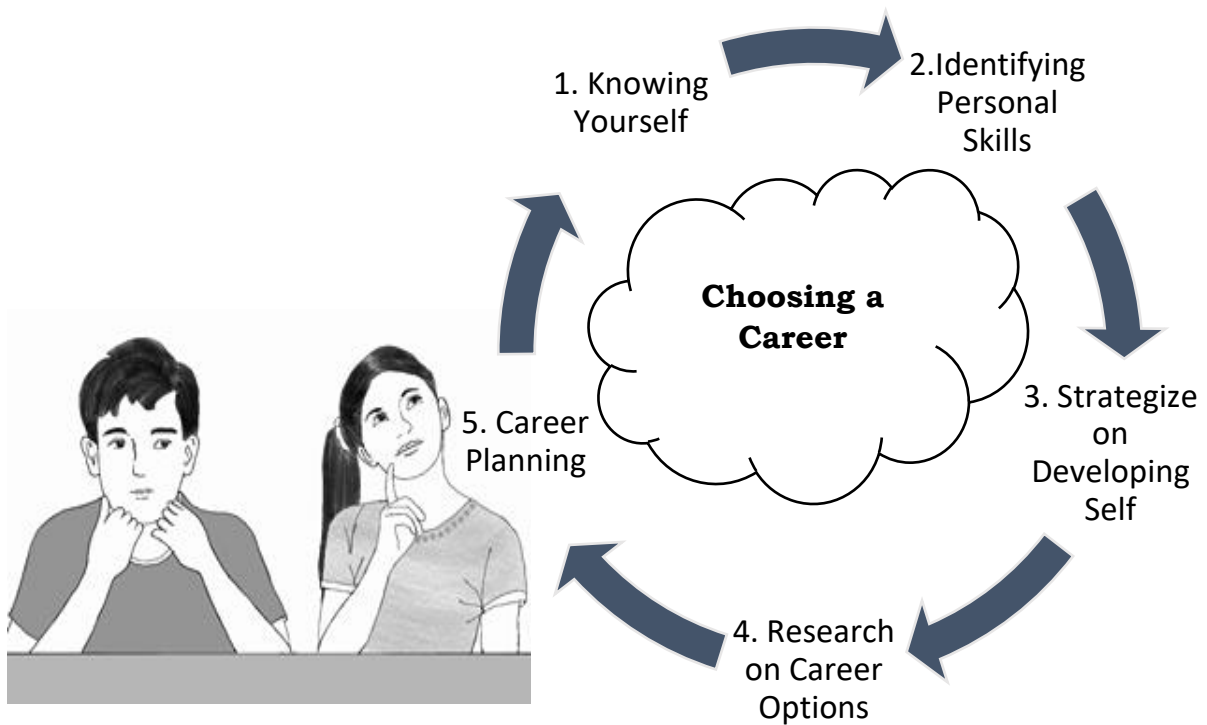 1. Knowing
Yourself
2.Identifying
Personal
Skills
Choosing a
Career
3. Strategize
on
Developing
Self
4. Research
on Career
Options
5. Career
Planning